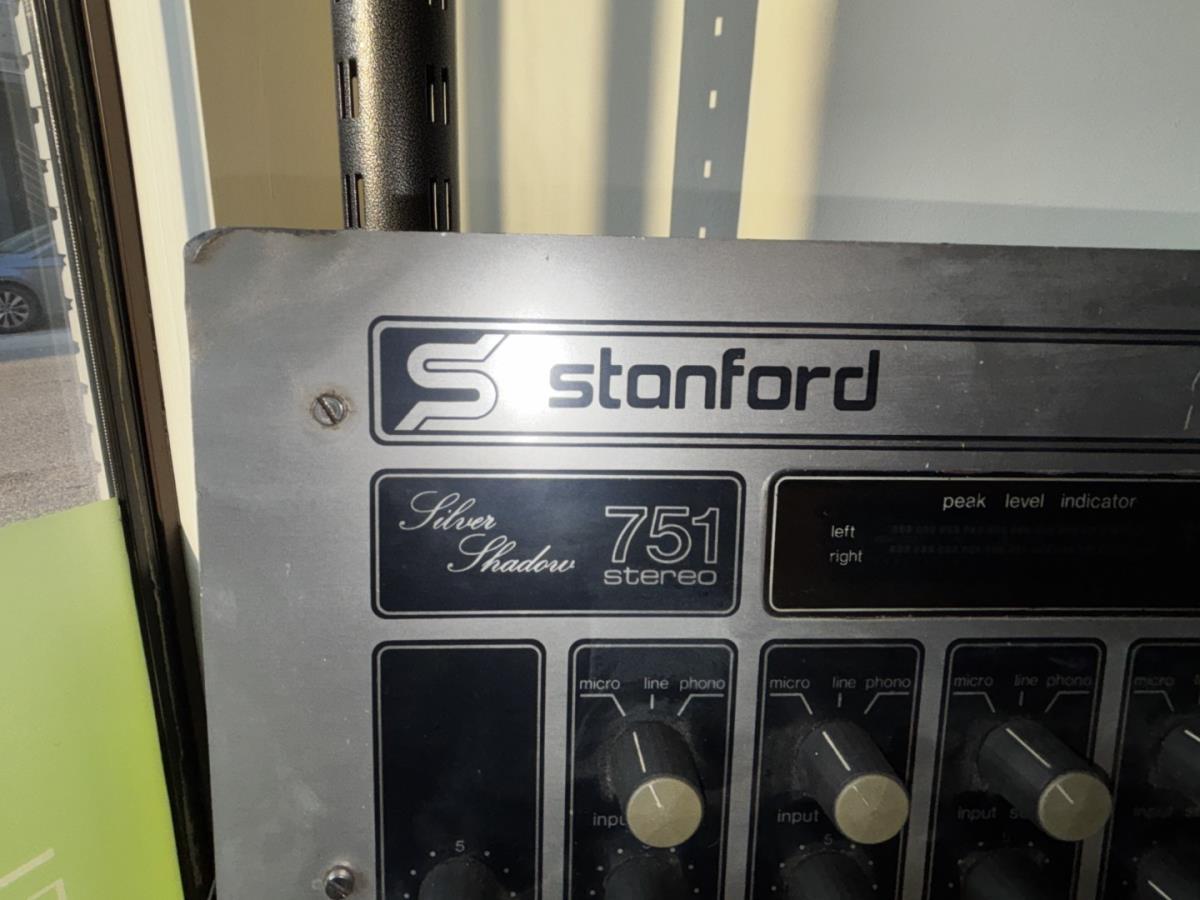 stanford
Silver
Shadow
751
stereo
peak level indicator
left
right
micro line phono
micro line phono
micro line phono
micro
input
input
5
5